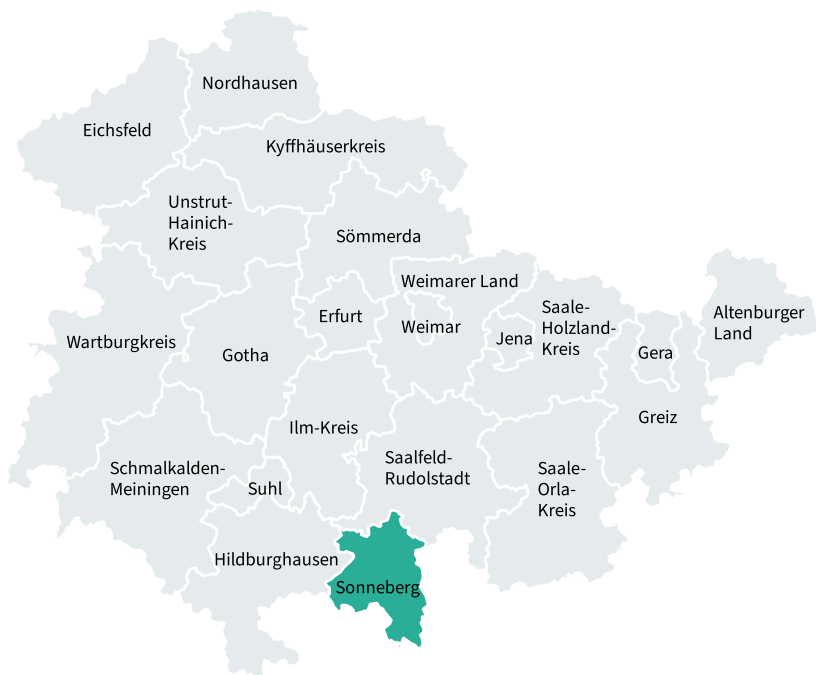 Nordhausen
Eichsfeld
Kyffhäuserkreis
Unstrut-
Hainich-
Kreis
Sömmerda
Weimarer Land
Wartburgkreis
Gotha
Erfurt
Weimar
Jena
Saale-
Holzland-
Kreis
Gera
Altenburger
Land
Greiz
Ilm-Kreis
Schmalkalden-
Meiningen
Suhl
Saalfeld-
Rudolstadt
Saale-
Orla-
Kreis
Hildburghausen
Sonneberg